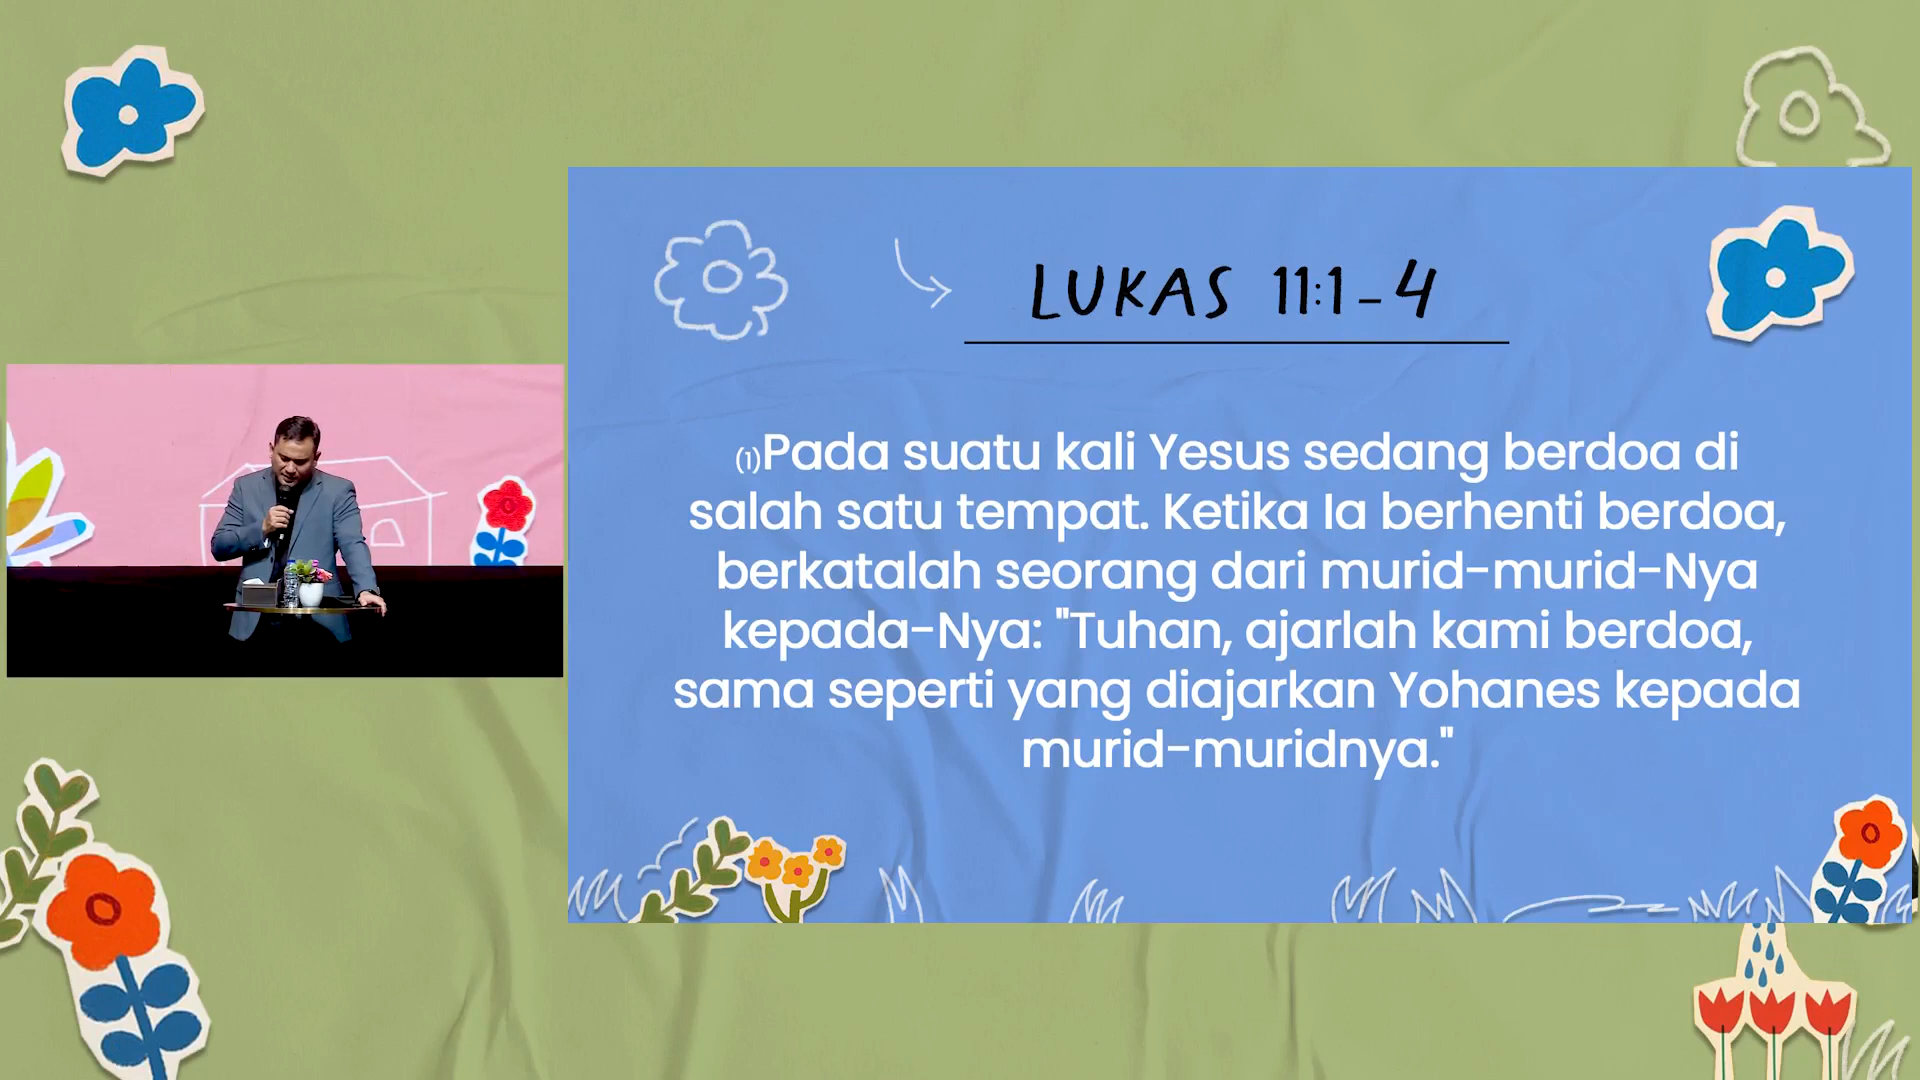 LUKAS 11:1-4
(1)Pada suatu kali Yesus sedang berdoa di
salah satu tempat. Ketika Ia berhenti berdoa,
berkatalah seorang dari murid-murid-Nya
kepada-Nya: "Tuhan, ajarlah kami berdoa,
sama seperti yang diajarkan Yohanes kepada
murid-muridnya."